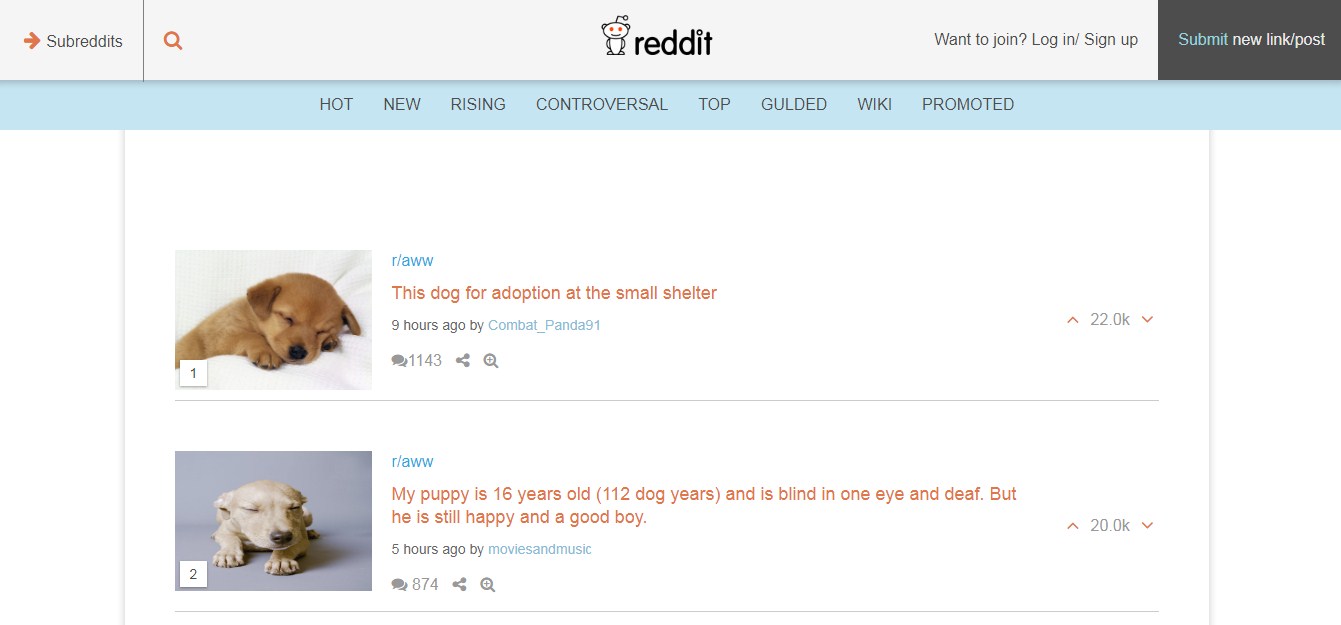 Subreddits
reddit
Want to join? Log in/ Sign up
Submit new link/post
HOT NEW RISING CONTROVERSAL TOP GULDED WIKI PROMOTED
r/aww
This dog for adoption at the small shelter
9 hours ago by Combat_Panda91
22.0k
1143
1
r/aww
My puppy is 16 years old (112 dog years) and is blind in one eye and deaf. But
he is still happy and a good boy.
20.0k
5 hours ago by moviesandmusic
874
2